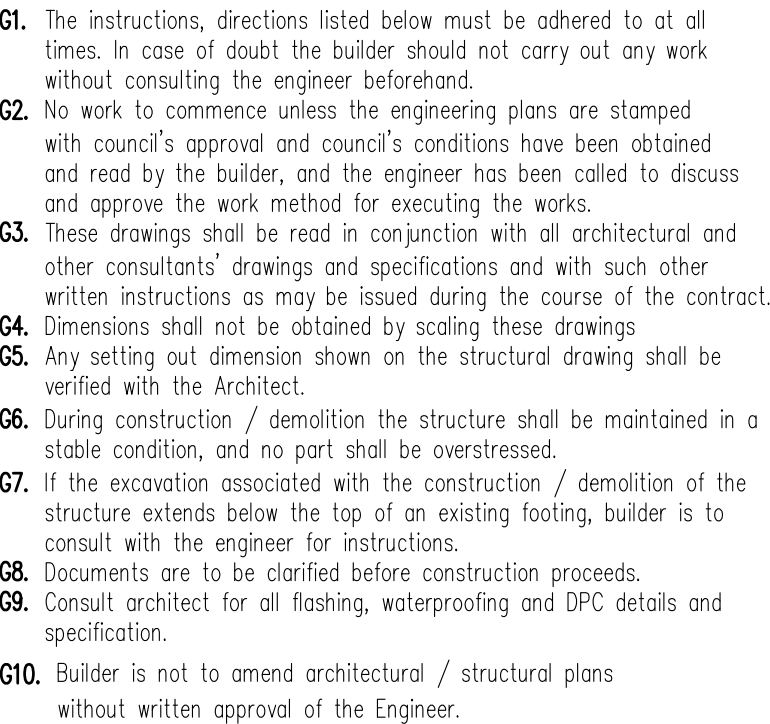 G1. The instructions, directions listed below must be adhered to at all
times. In case of doubt the builder should not carry out any work
without consulting the engineer beforehand.
G2. No work to commence unless the engineering plans are stamped
with council's approval and council's conditions have been obtained
and read by the builder, and the engineer has been called to discuss
and approve the work method for executing the works.
G3. These drawings shall be read in conjunction with all architectural and
other consultants' drawings and specifications and with such other
written instructions as may be issued during the course of the contract.
G4. Dimensions shall not be obtained by scaling these drawings
G5. Any setting out dimension shown on the structural drawing shall be
verified with the Architect.
G6. During construction / demolition the structure shall be maintained in a
stable condition, and no part shall be overstressed.
G7. If the excavation associated with the construction / demolition of the
structure extends below the top of an existing footing, builder is to
consult with the engineer for instructions.
G8. Documents are to be clarified before construction proceeds.
G9. Consult architect for all flashing, waterproofing and DPC details and
specification.
G10. Builder is not to amend architectural / structural plans
without written approval of the Engineer.